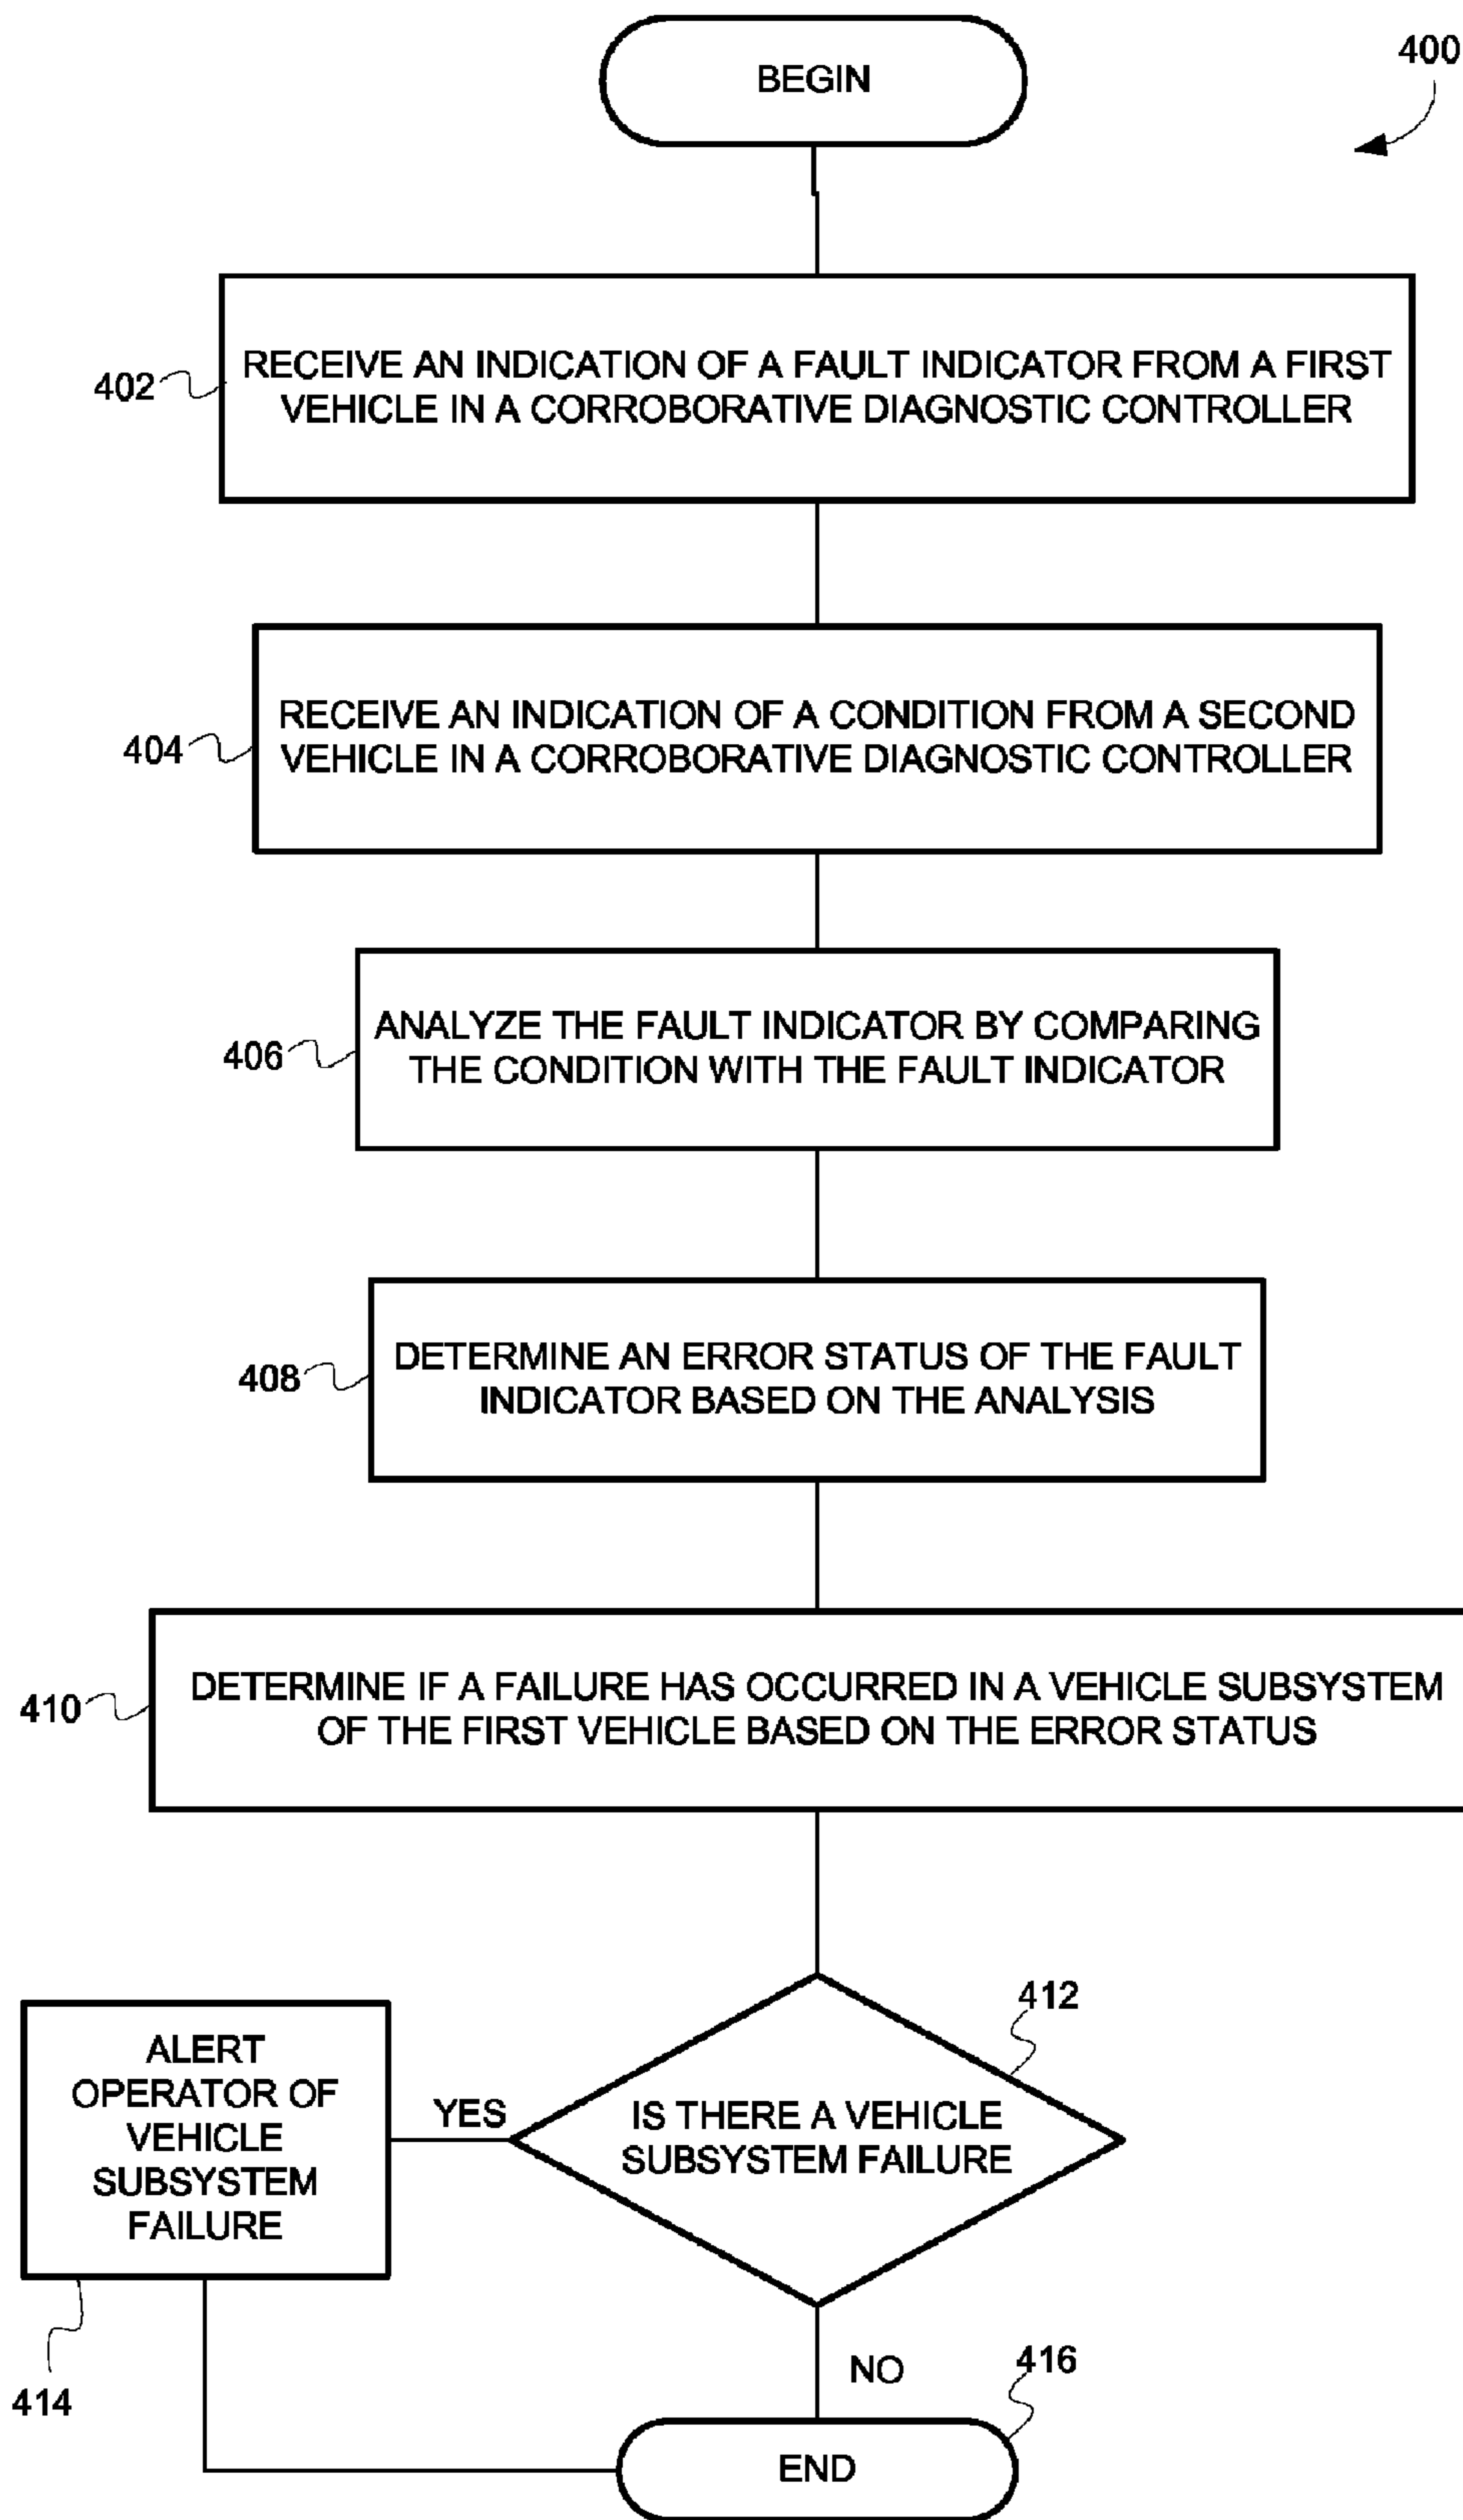 BEGIN
400
402
RECEIVE AN INDICATION OF A FAULT INDICATOR FROM A FIRST
VEHICLE IN A CORROBORATIVE DIAGNOSTIC CONTROLLER
404
RECEIVE AN INDICATION OF A CONDITION FROM A SECOND
VEHICLE IN A CORROBORATIVE DIAGNOSTIC CONTROLLER
406
ANALYZE THE FAULT INDICATOR BY COMPARING
THE CONDITION WITH THE FAULT INDICATOR
408
DETERMINE AN ERROR STATUS OF THE FAULT
INDICATOR BASED ON THE ANALYSIS
410
DETERMINE IF A FAILURE HAS OCCURRED IN A VEHICLE SUBSYSTEM
OF THE FIRST VEHICLE BASED ON THE ERROR STATUS
412
IS THERE A VEHICLE
SUBSYSTEM FAILURE
YES
ALERT
OPERATOR OF
VEHICLE
SUBSYSTEM
FAILURE
414
NO
416
END